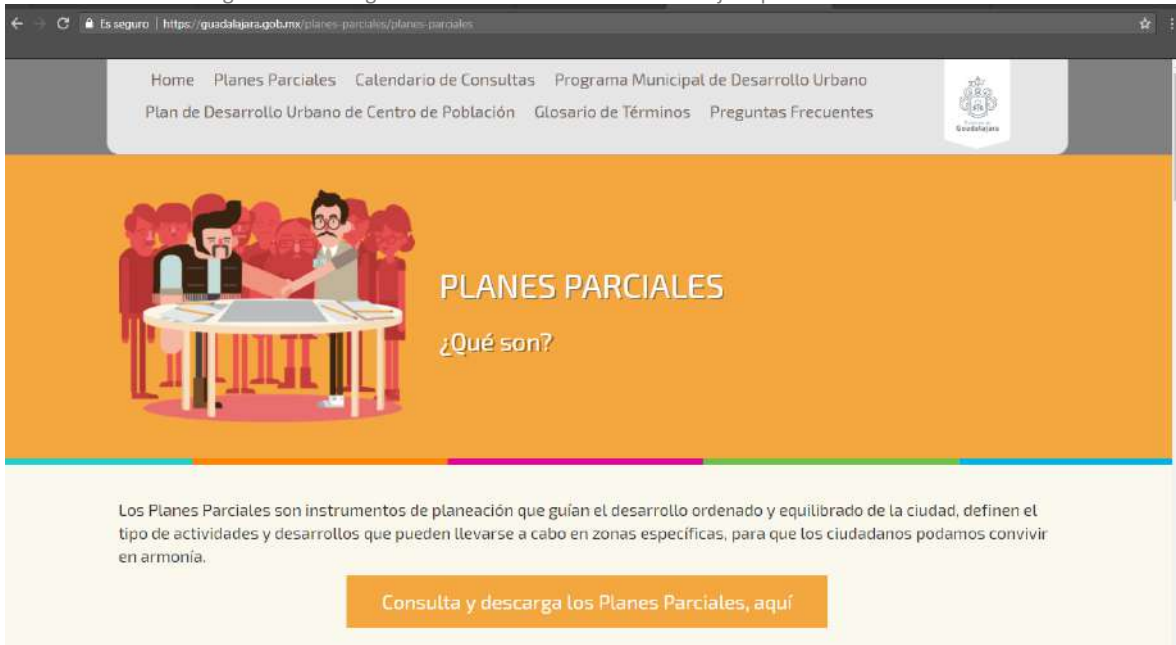 Es seguro | https://guadalajara.gob.mx/planes-parciales/planes-parciales
Home Planes Parciales Calendario de Consultas Programa Municipal de Desarrollo Urbano
Plan de Desarrollo Urbano de Centro de Población Glosario de Términos Preguntas Frecuentes
Guadalajara
PLANES PARCIALES
¿Qué son?
Los Planes Parciales son instrumentos de planeación que guían el desarrollo ordenado y equilibrado de la ciudad, definen el
tipo de actividades y desarrollos que pueden llevarse a cabo en zonas específicas, para que los ciudadanos podamos convivir
en armonía.
Consulta y descarga los Planes Parciales, aquí